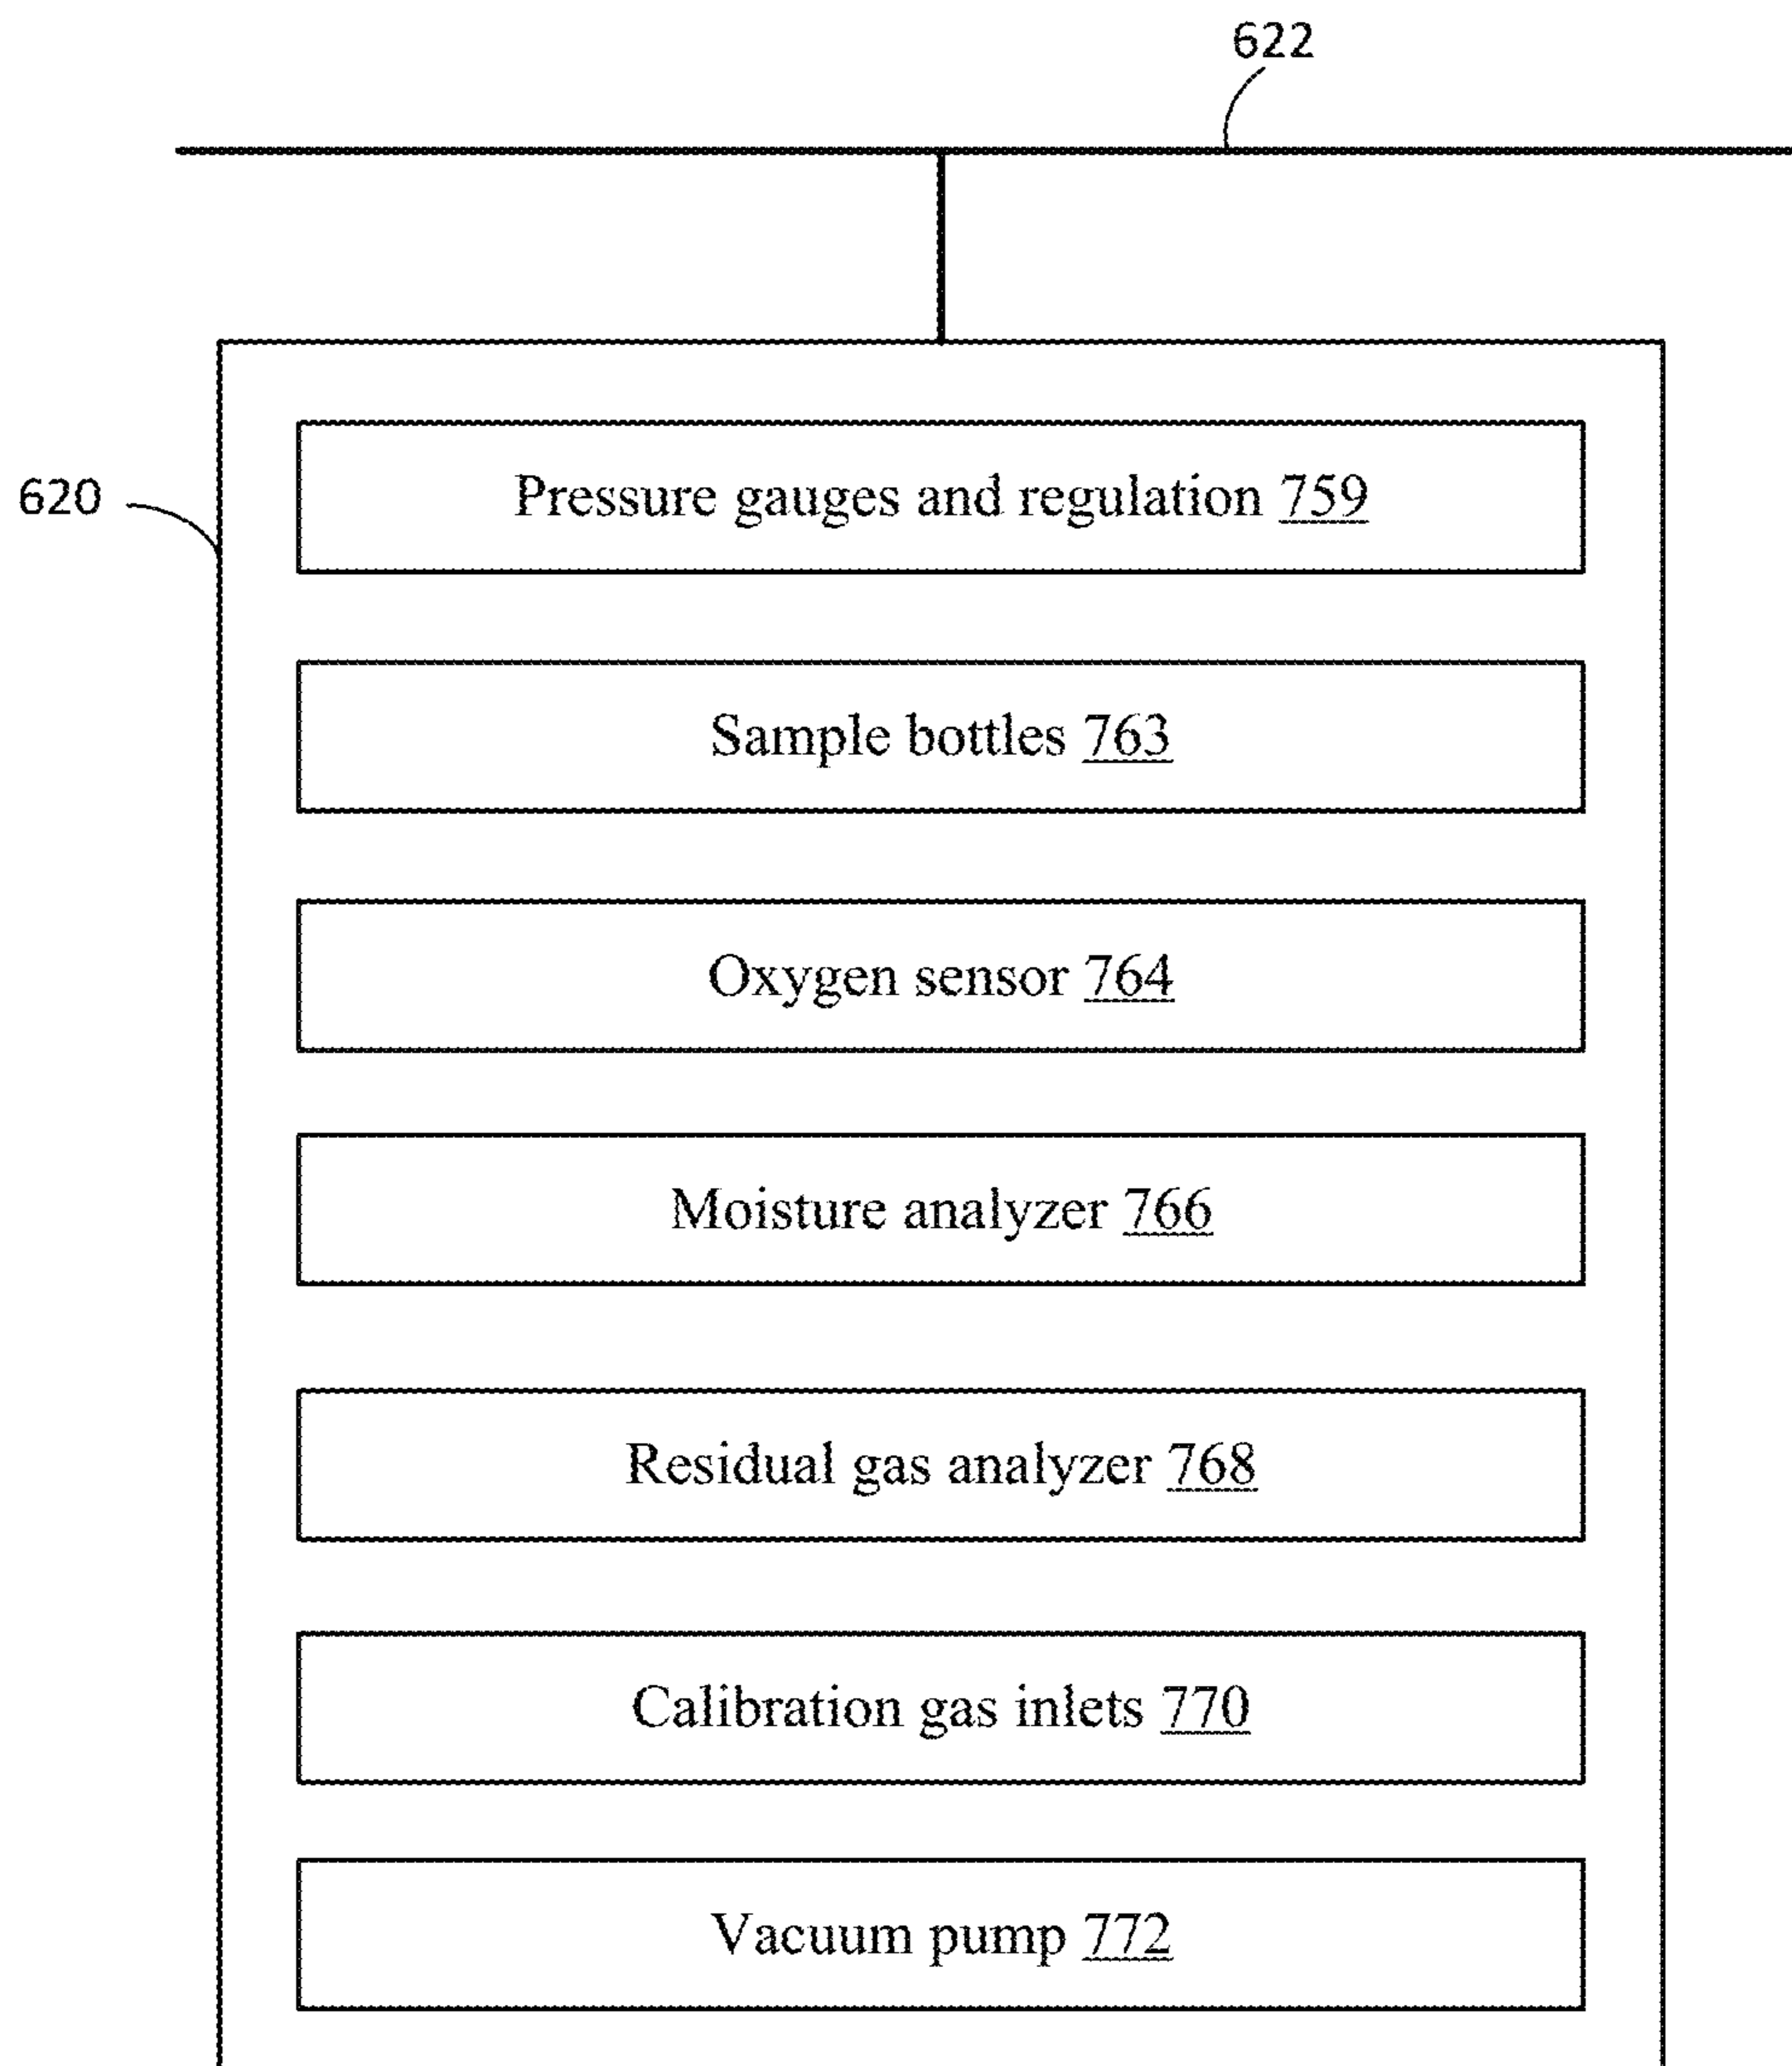 622
620
Pressure gauges and regulation 759
Sample bottles 763
Oxygen sensor 764
Moisture analyzer 766
Residual gas analyzer 768
Calibration gas inlets 770
Vacuum pump 772